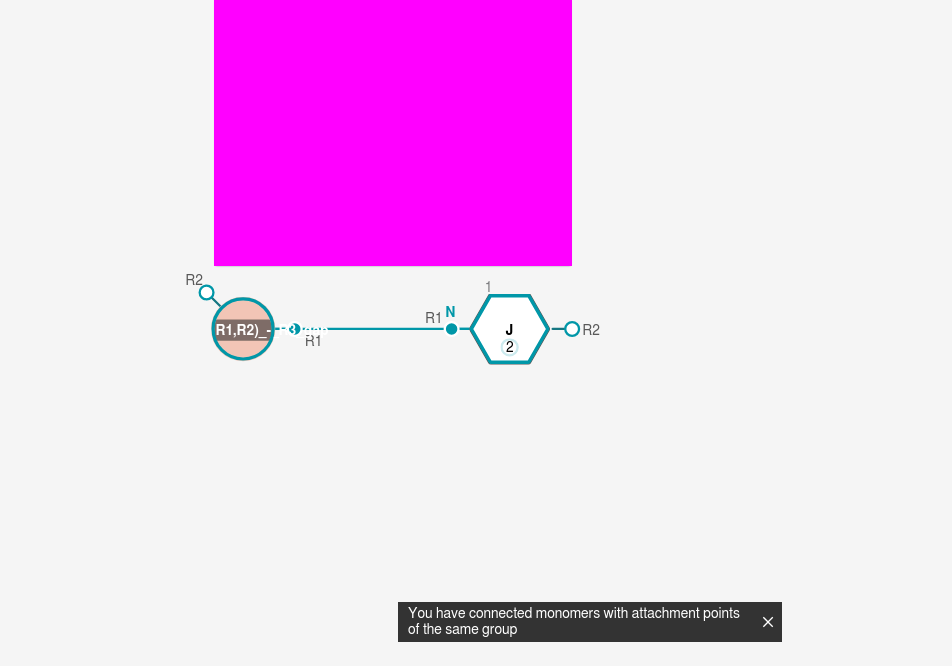 R2
1
R1
N
R1,R2)_-
R1
J
2
R2
You have connected monomers with attachment points
of the same group